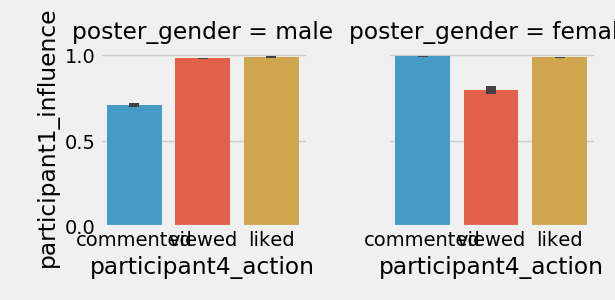 poster_gender = male
poster_gender = femal
participant1_influence
1.0
0.5
0.0
commented viewed liked
commented viewed liked
participant4_action
participant4_action